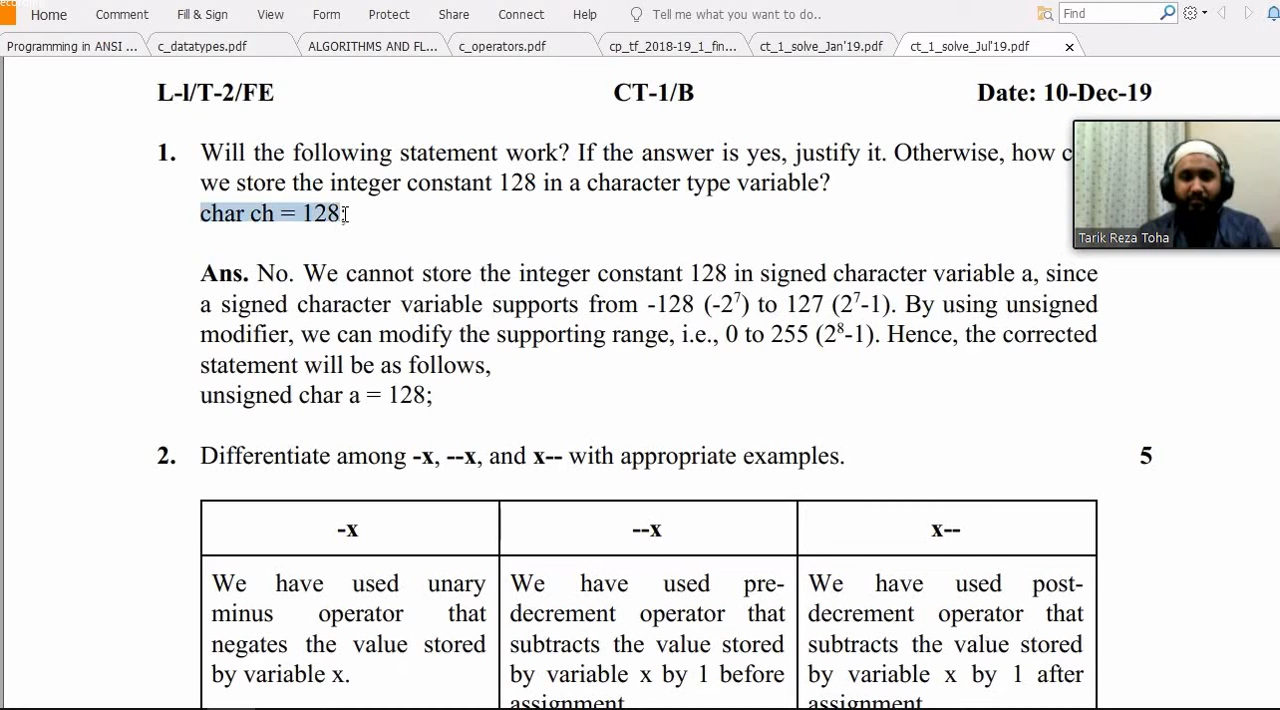 ecording
Home Comment Fill & Sign View Form Protect Share Connect Help Tell me what you want to do.. Find
Programming in ANSI ... c_datatypes.pdf ALGORITHMS AND FL... c_operators.pdf cp_tf_2018-19_1_fin... ct_1_solve_Jan'19.pdf ct_1_solve_Jul'19.pdf ×
L-l/T-2/FE CT-1/B Date: 10-Dec-19
1. Will the following statement work? If the answer is yes, justify it. Otherwise, how c
we store the integer constant 128 in a character type variable?
char ch = 128;
Tarik Reza Toha
Ans. No. We cannot store the integer constant 128 in signed character variable a, since
a signed character variable supports from -128 (-2⁷) to 127 (2⁷-1). By using unsigned
modifier, we can modify the supporting range, i.e., 0 to 255 (2⁸-1). Hence, the corrected
statement will be as follows,
unsigned char a = 128;
2. Differentiate among -x, --x, and x-- with appropriate examples. 5
-x --x x--
We have used unary
minus operator that
negates the value stored
by variable x.
We have used pre-
decrement operator that
subtracts the value stored
by variable x by 1 before
assignment
We have used post-
decrement operator that
subtracts the value stored
by variable x by 1 after
assignment